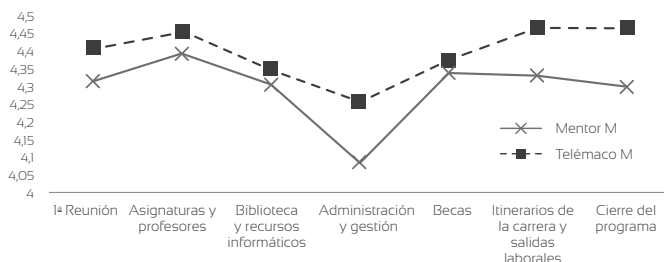 4,5
4,45
4,4
4,35
4,3
4,25
4,2
4,15
4,1
4,05
4
Mentor M
Telémaco M
1ª Reunión
Asignaturas y
profesores
Biblioteca
y recursos
informáticos
Administración
y gestión
Becas
Itinerarios de
la carrera y
salidas
laborales
Cierre del
programa